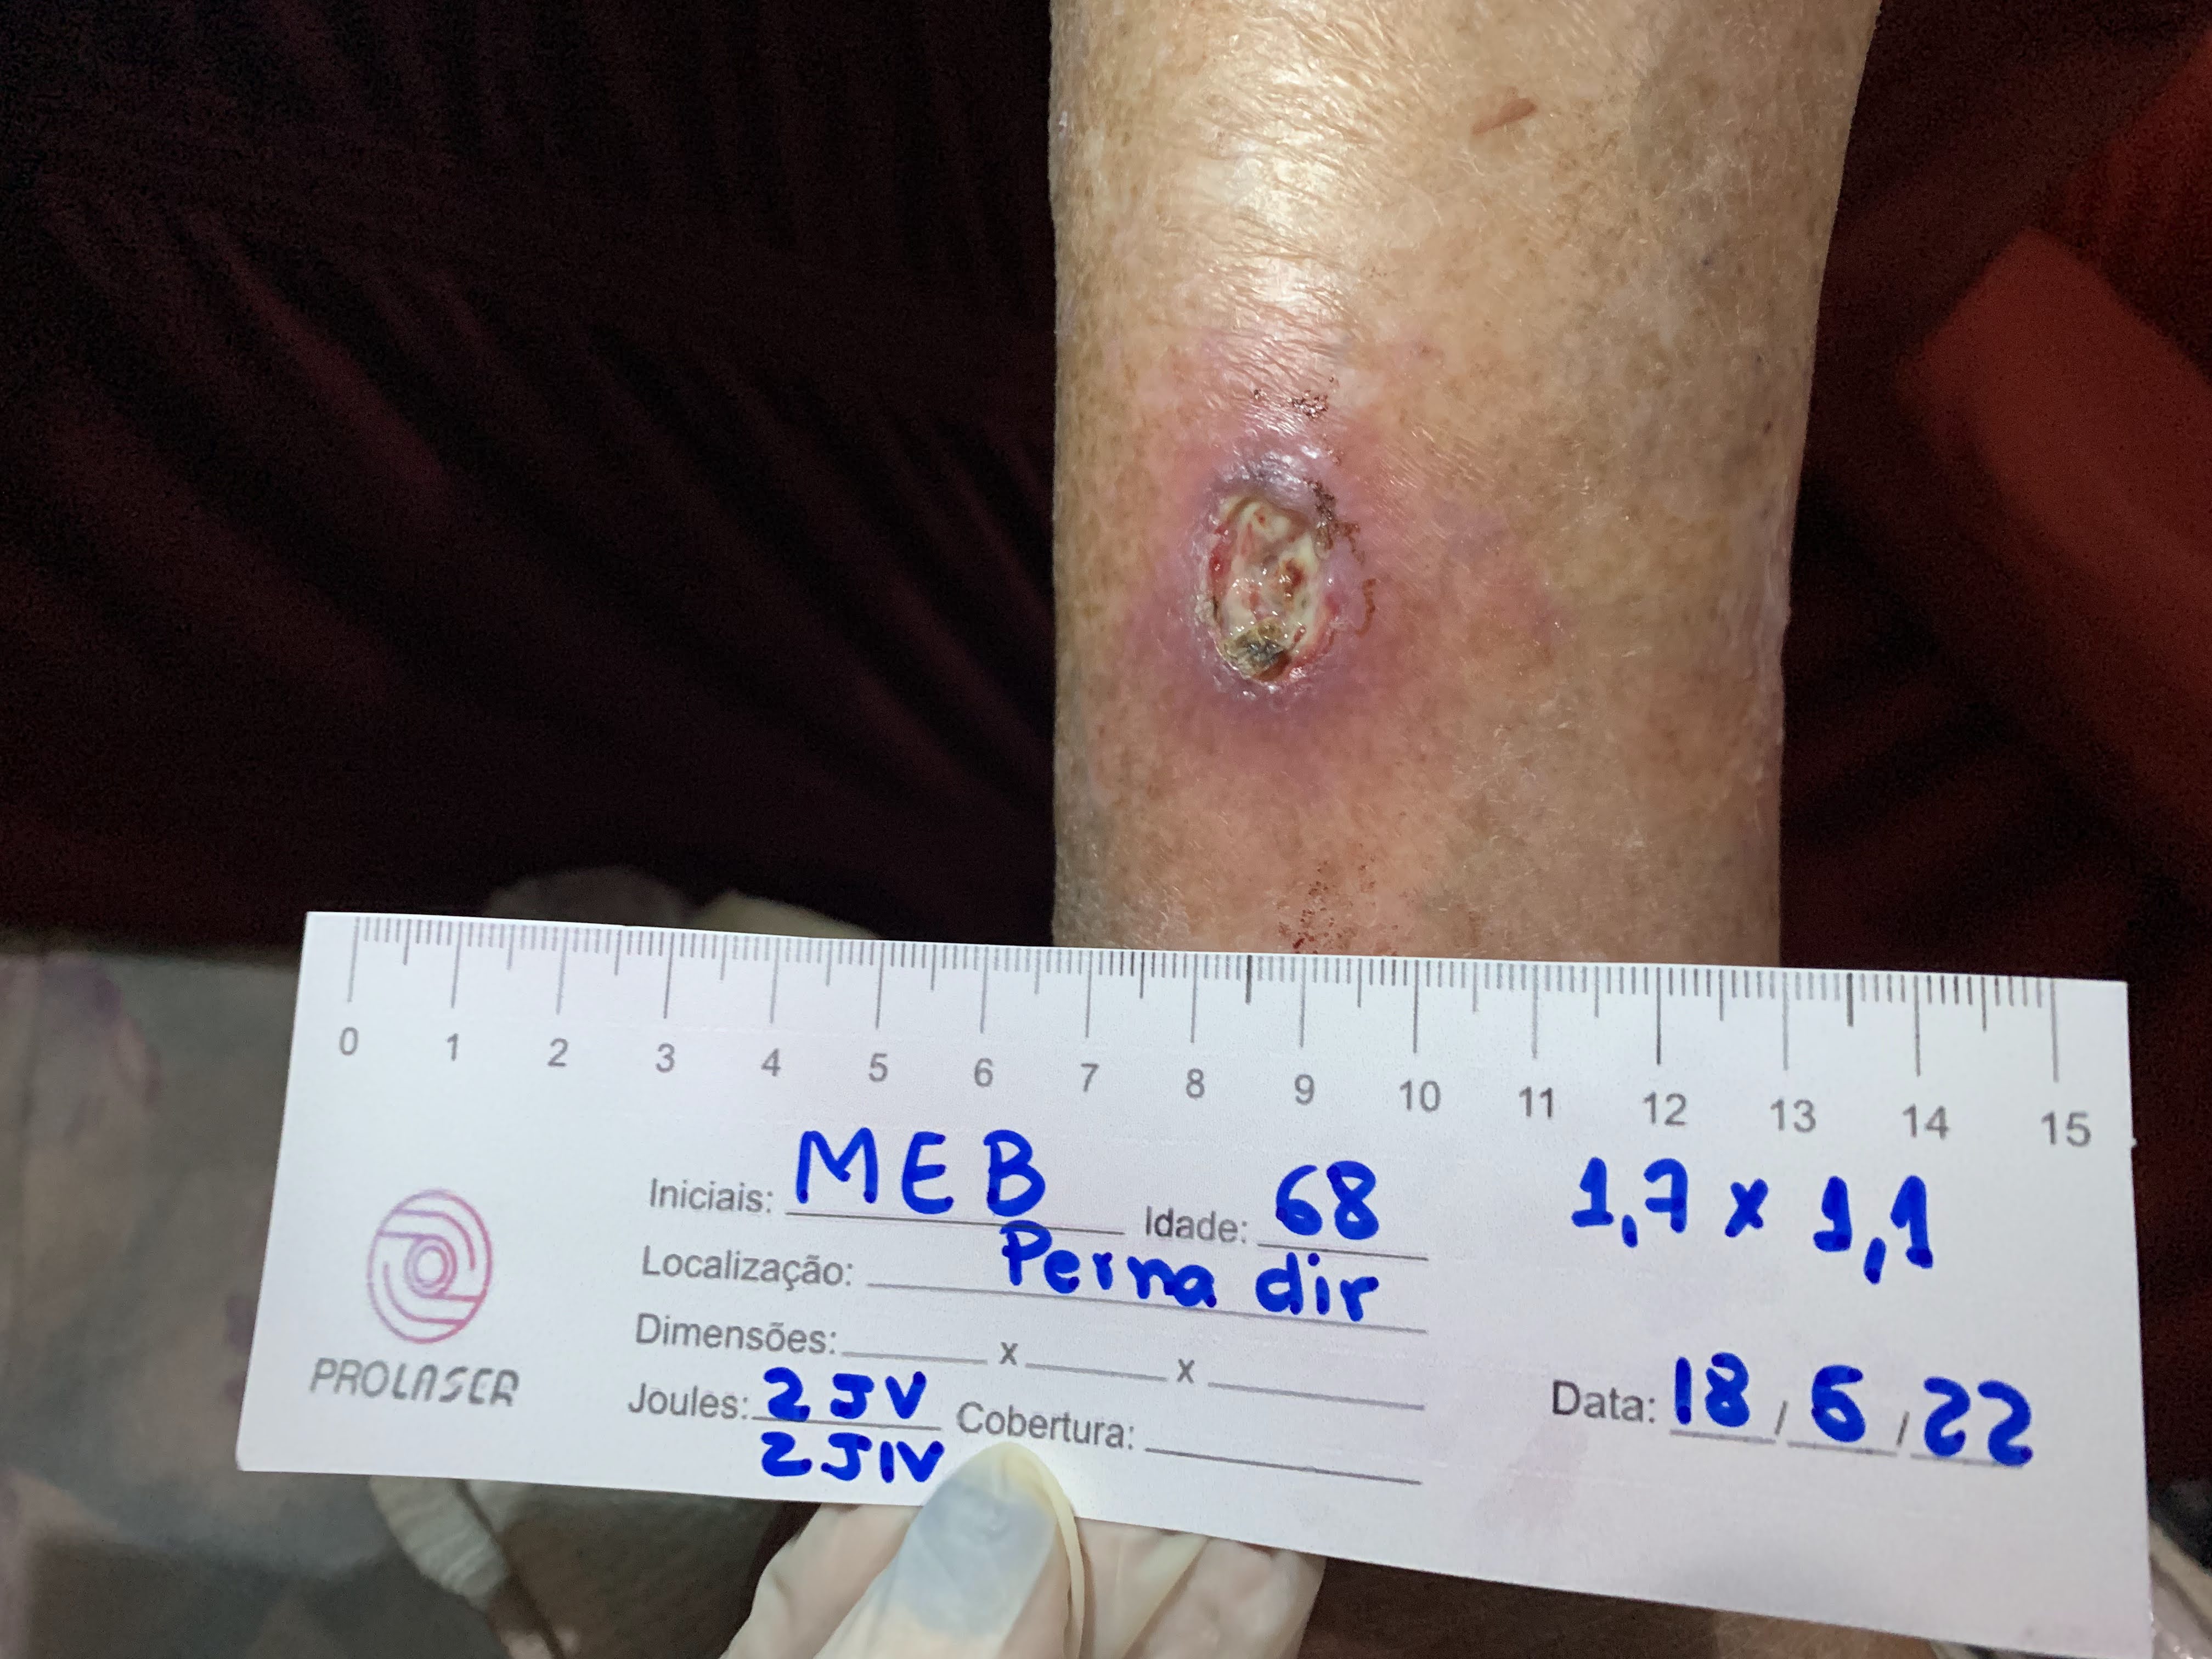 0 1 2 3 4 5 6 7 8 9 10 11 12 13 14 15
Iniciais: MEB Idade: 68 1,7 x 1,1
Localização: Perna dir
Dimensões: x x
PROLASER
Joules: 2JV Cobertura: Data: 18/6/22
2JIV